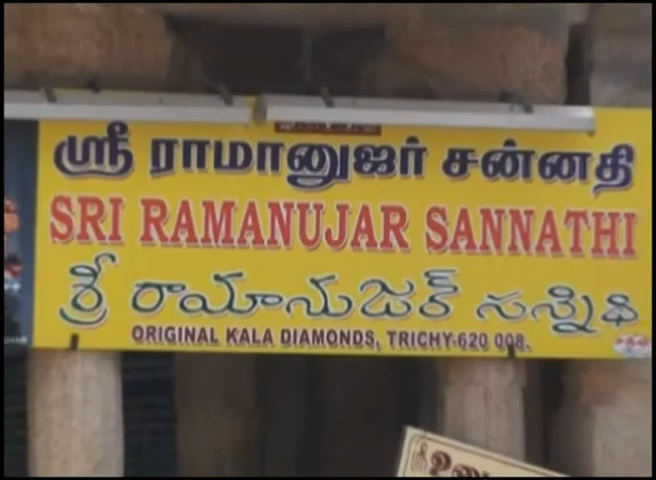 ஸ்ரீ ராமானுஜர் சன்னதி
SRI RAMANUJAR SANNATHI
శ్రీ రామానుజర్ సన్నిధి
ORIGINAL KALA DIAMONDS, TRICHY-620 008.